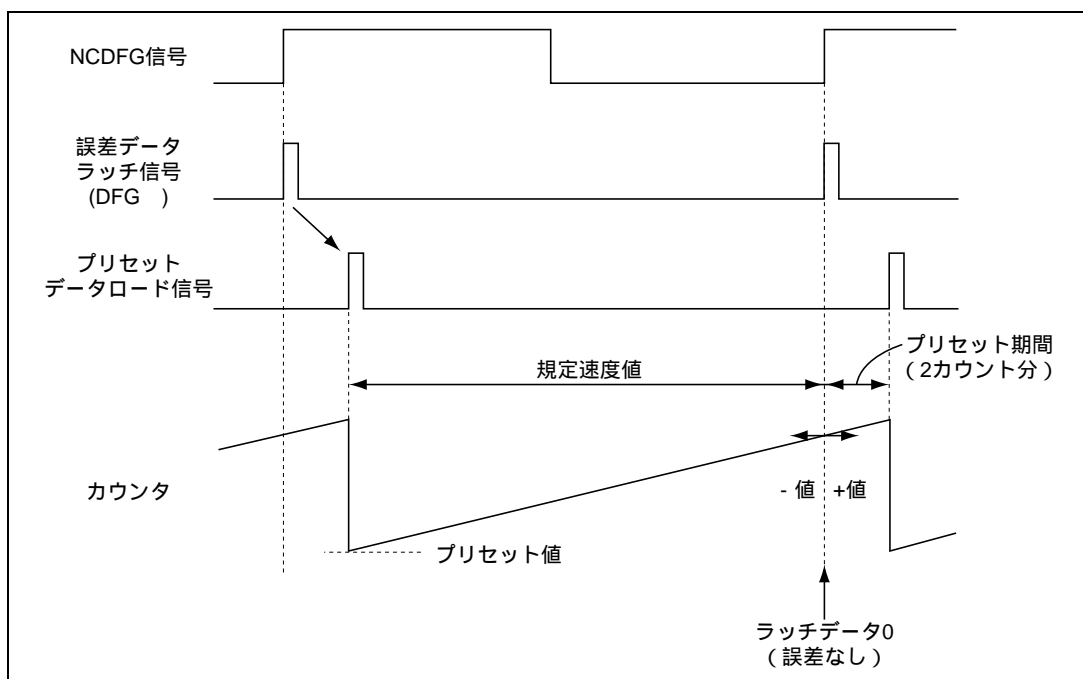 NCDFG信号
誤差データ
ラッチ信号
(DFG　)
プリセット
データロード信号
規定速度値
プリセット期間
（2カウント分）
カウンタ
- 値
+値
プリセット値
ラッチデータ0
（誤差なし）